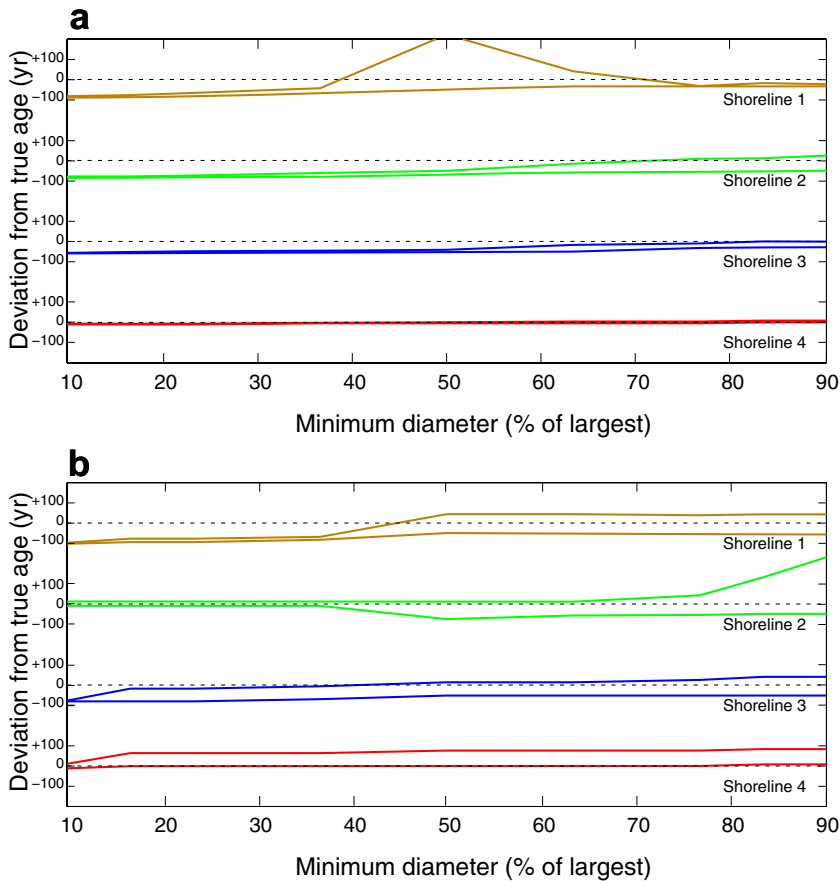 a
Deviation from true age (yr)
+100
0
−100
Shoreline 1
+100
0
−100
Shoreline 2
+100
0
−100
Shoreline 3
+100
0
−100
Shoreline 4
10 20 30 40 50 60 70 80 90
Minimum diameter (% of largest)
b
Deviation from true age (yr)
+100
0
−100
Shoreline 1
+100
0
−100
Shoreline 2
+100
0
−100
Shoreline 3
+100
0
−100
Shoreline 4
10 20 30 40 50 60 70 80 90
Minimum diameter (% of largest)